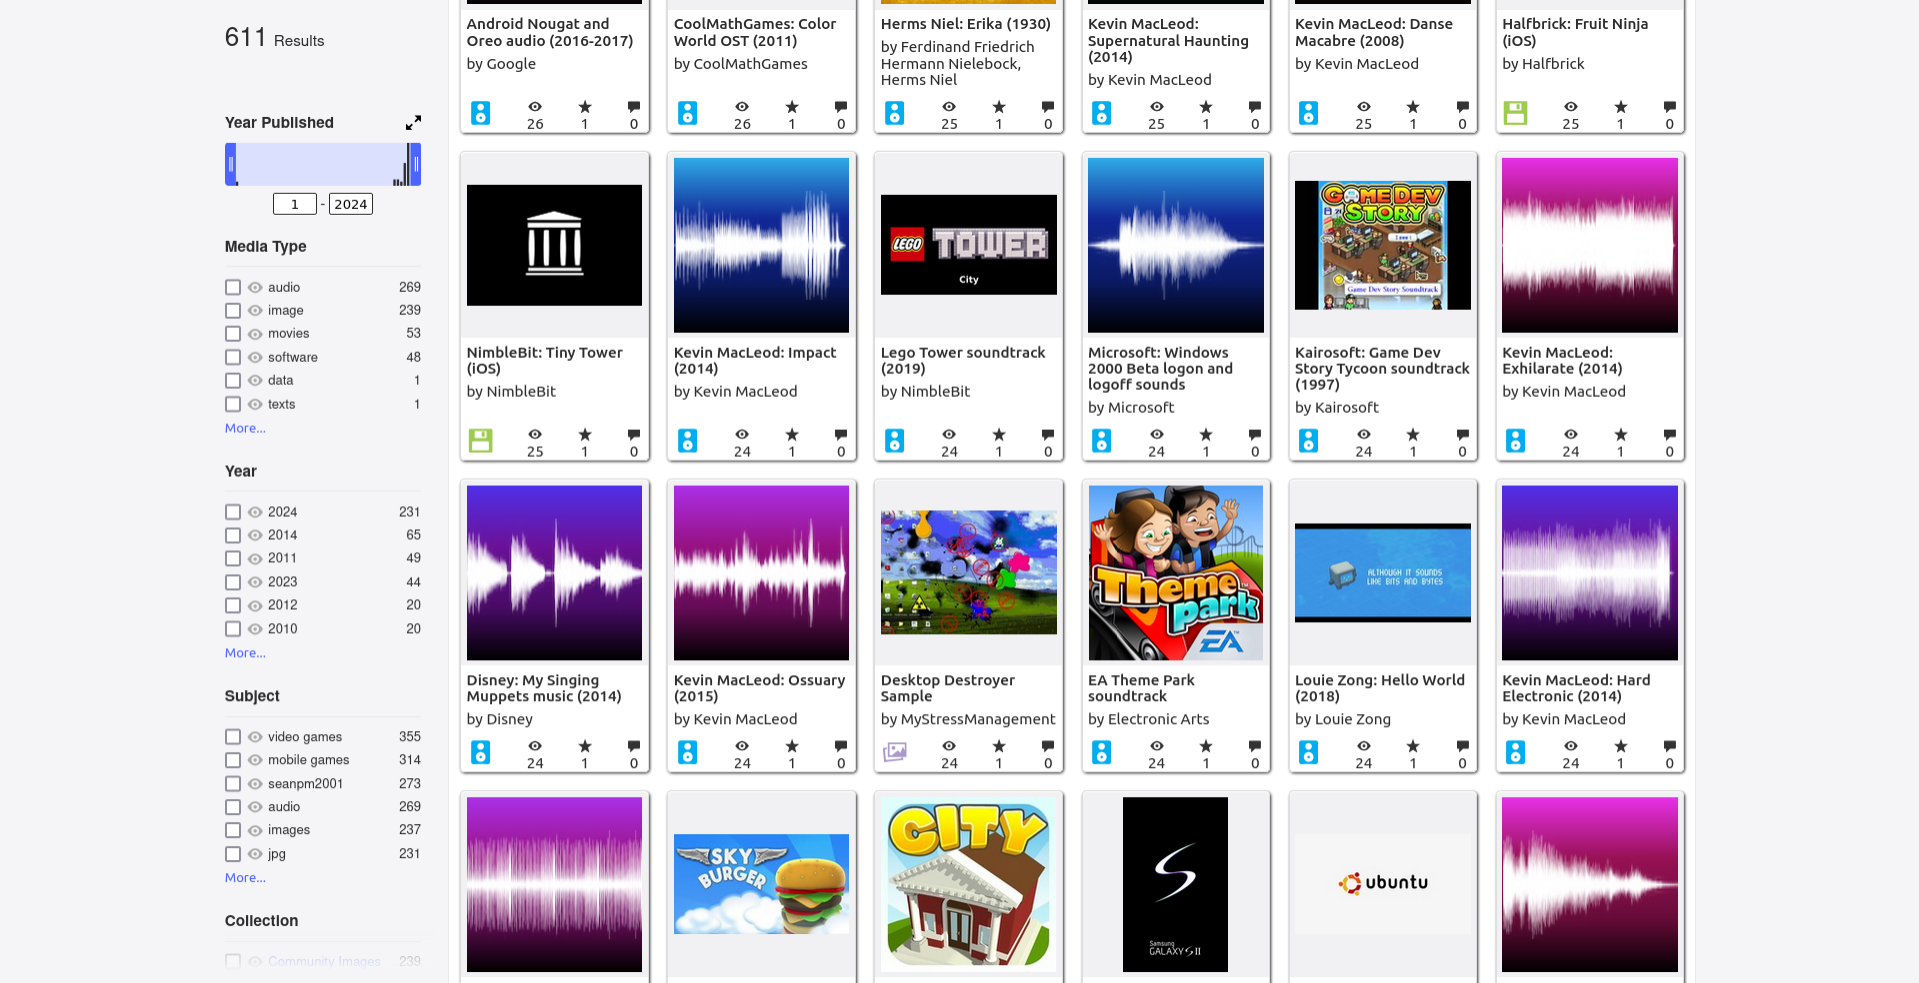 611 Results
Year Published
1 - 2024
Media Type
audio 269
image 239
movies 53
software 48
data 1
texts 1
More...
Year
2024 231
2014 65
2011 49
2023 44
2012 20
2010 20
More...
Subject
video games 355
mobile games 314
seanpm2001 273
audio 269
images 237
jpg 231
More...
Collection
Community Images 239
Android Nougat and
Oreo audio (2016-2017)
by Google
26 1 0
CoolMathGames: Color
World OST (2011)
by CoolMathGames
26 1 0
Herms Niel: Erika (1930)
by Ferdinand Friedrich
Hermann Nielebock,
Herms Niel
25 1 0
Kevin MacLeod:
Supernatural Haunting
(2014)
by Kevin MacLeod
25 1 0
Kevin MacLeod: Danse
Macabre (2008)
by Kevin MacLeod
25 1 0
Halfbrick: Fruit Ninja
(iOS)
by Halfbrick
25 1 0
NimbleBit: Tiny Tower
(iOS)
by NimbleBit
25 1 0
Kevin MacLeod: Impact
(2014)
by Kevin MacLeod
24 1 0
LEGO TOWER
City
Lego Tower soundtrack
(2019)
by NimbleBit
24 1 0
Microsoft: Windows
2000 Beta logon and
logoff sounds
by Microsoft
24 1 0
GAME DEV
STORY
Game Dev Story Soundtrack
Kairosoft: Game Dev
Story Tycoon soundtrack
(1997)
by Kairosoft
24 1 0
Kevin MacLeod:
Exhilarate (2014)
by Kevin MacLeod
24 1 0
Disney: My Singing
Muppets music (2014)
by Disney
24 1 0
Kevin MacLeod: Ossuary
(2015)
by Kevin MacLeod
24 1 0
Desktop Destroyer
Sample
by MyStressManagement
24 1 0
Theme
park
EA
EA Theme Park
soundtrack
by Electronic Arts
24 1 0
ALTHOUGH IT SOUNDS
LIKE BITS AND BYTES
Louie Zong: Hello World
(2018)
by Louie Zong
24 1 0
Kevin MacLeod: Hard
Electronic (2014)
by Kevin MacLeod
24 1 0
SKY
BURGER
CITY
Samsung
GALAXY S II
ubuntu